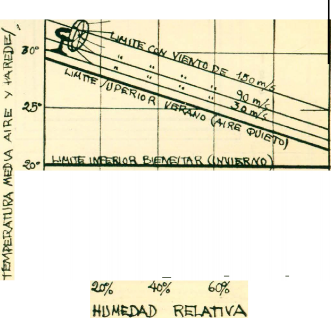 30°
LIMITE CON VIENTO DE 150 m/s
" " " " 90 m/s
" " " " 30 m/s
LIMITE SUPERIOR VERANO (AIRE QUIETO)
25°
20°
LIMITE INFERIOR BIENESTAR (INVIERNO)
TEMPERATURA MEDIA AIRE Y PAREDES
20% 40% 60%
HUMEDAD RELATIVA